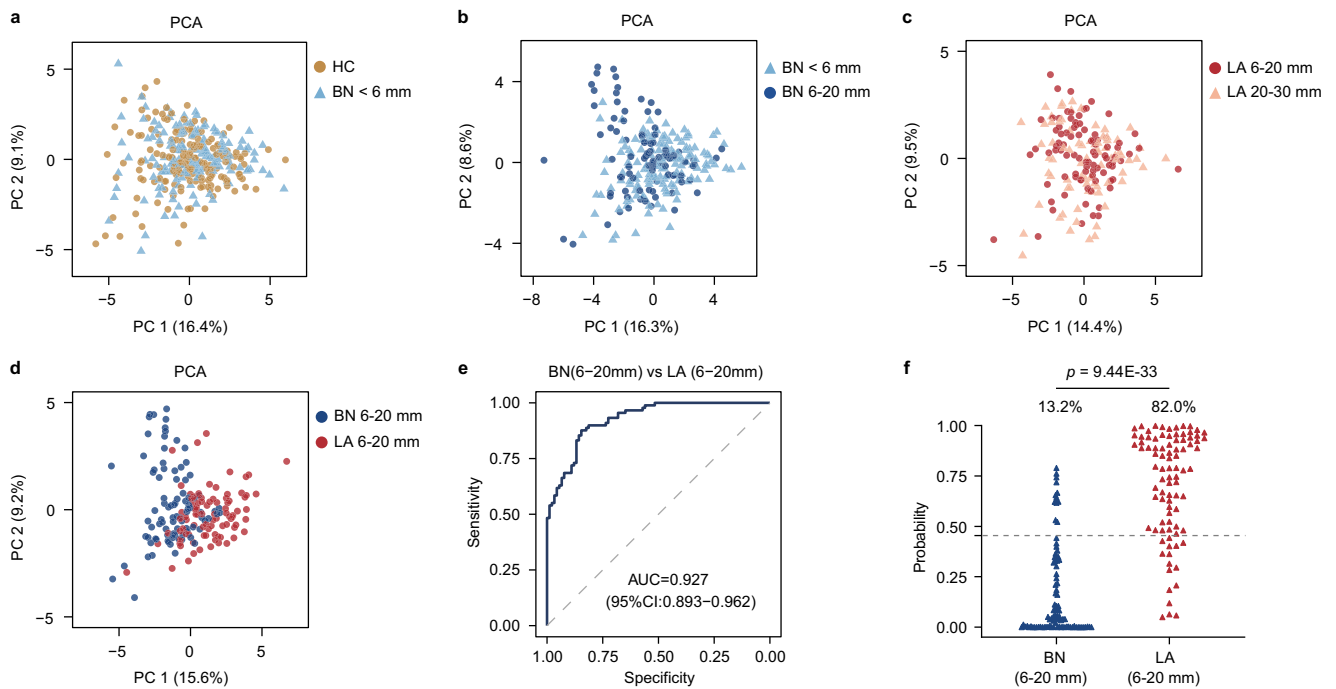 a
PCA
5
0
−5
PC 2 (9.1%)
−5
0
5
PC 1 (16.4%)
HC
BN < 6 mm
b
PCA
4
0
−4
PC 2 (8.6%)
−8
−4
0
4
PC 1 (16.3%)
BN < 6 mm
BN 6-20 mm
c
PCA
5
0
−5
PC 2 (9.5%)
−5
0
5
PC 1 (14.4%)
LA 6-20 mm
LA 20-30 mm
d
PCA
5
0
−5
PC 2 (9.2%)
−5
0
5
PC 1 (15.6%)
BN 6-20 mm
LA 6-20 mm
e
BN(6−20mm) vs LA (6−20mm)
1.00
0.75
0.50
0.25
0.00
Sensitivity
AUC=0.927
(95%CI:0.893−0.962)
1.00
0.75
0.50
0.25
0.00
Specificity
f
p = 9.44E-33
13.2%
82.0%
1.00
0.75
0.50
0.25
0.00
Probability
BN
(6-20 mm)
LA
(6-20 mm)